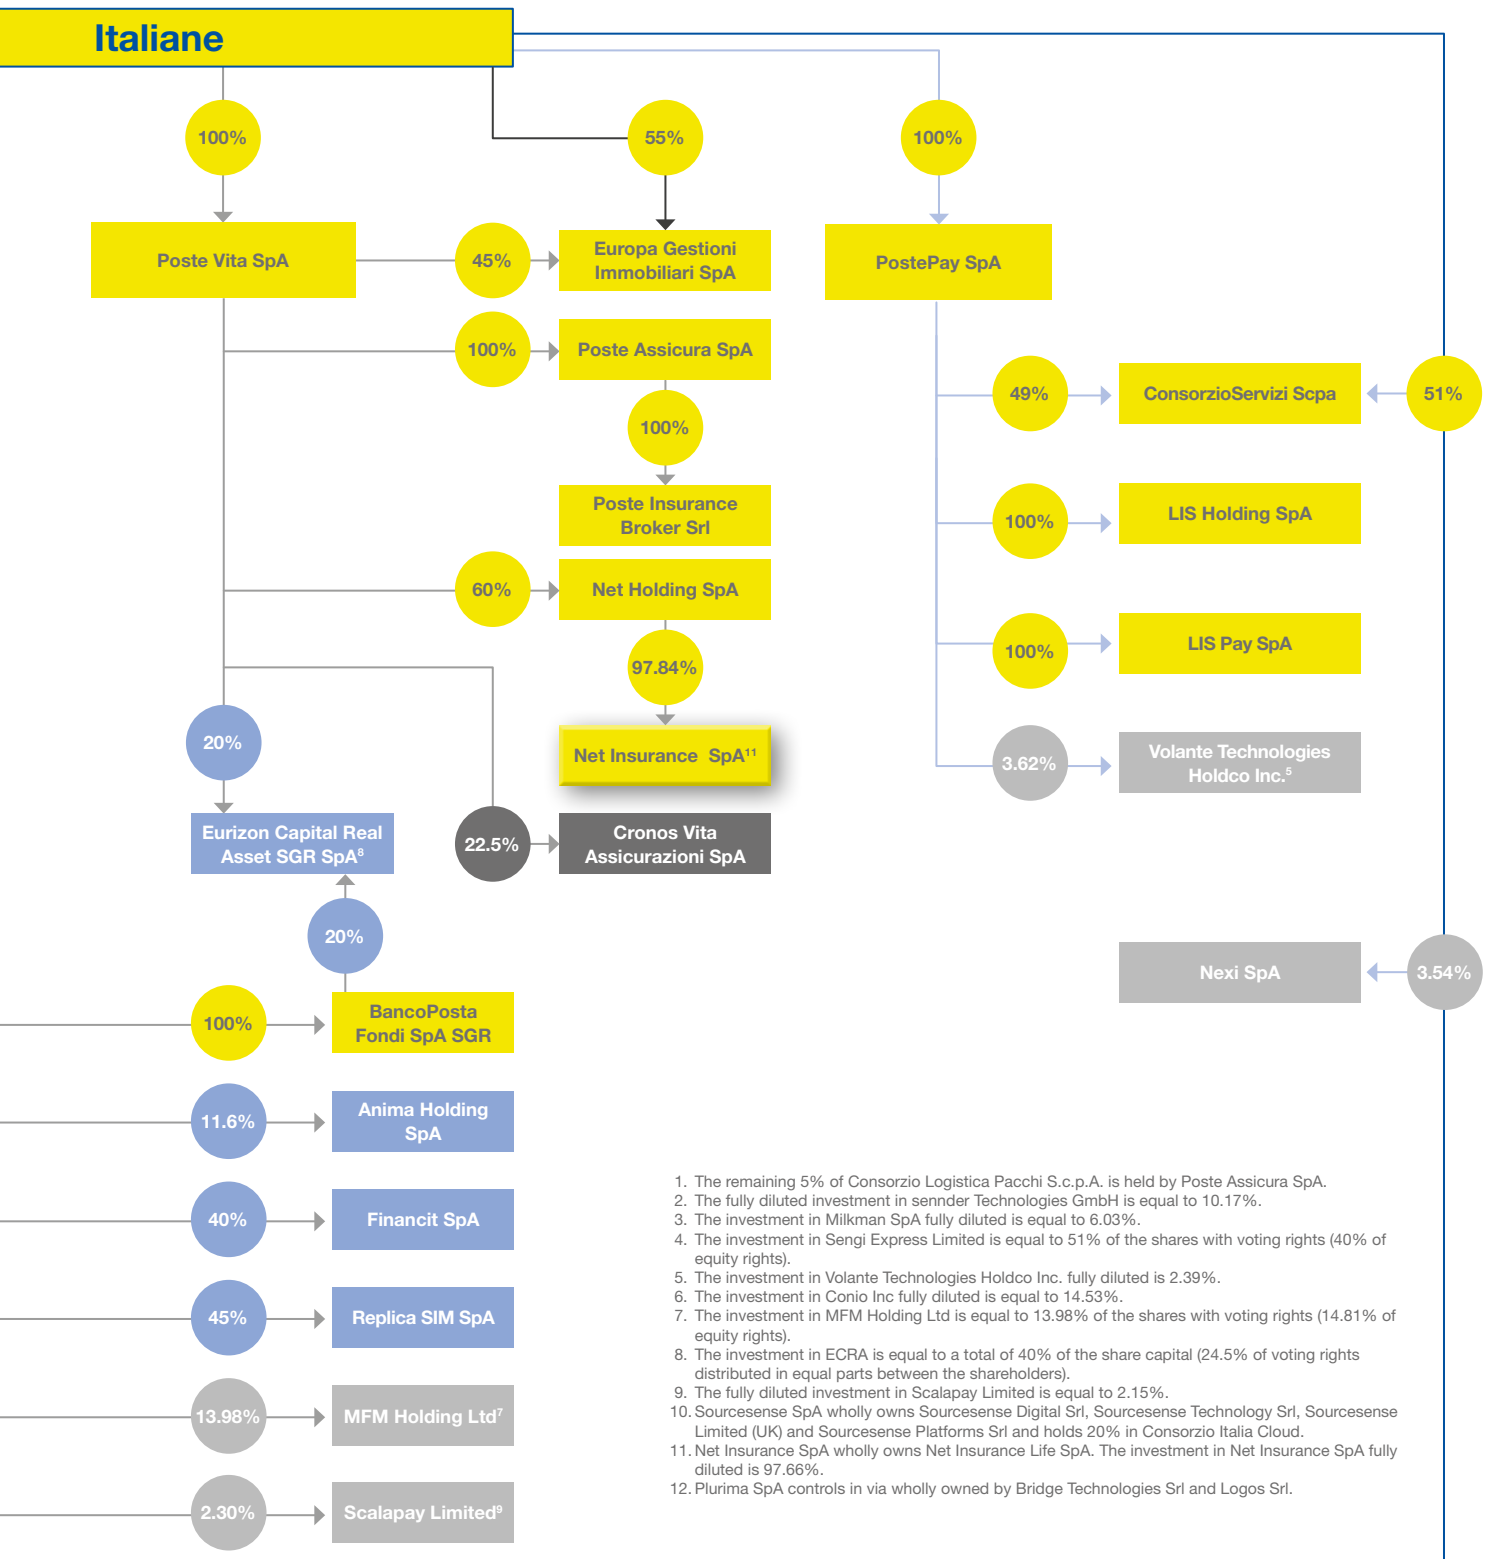 Italiane
100%
55%
100%
Poste Vita SpA
45%
Europa Gestioni
Immobiliari SpA
PostePay SpA
100%
Poste Assicura SpA
49%
ConsorzioServizi Scpa
51%
100%
Poste Insurance
Broker Srl
100%
LIS Holding SpA
60%
Net Holding SpA
100%
LIS Pay SpA
97.84%
20%
Net Insurance SpA¹¹
3.62%
Volante Technologies
Holdco Inc.⁵
Eurizon Capital Real
Asset SGR SpA⁸
22.5%
Cronos Vita
Assicurazioni SpA
20%
Nexi SpA
3.54%
100%
BancoPosta
Fondi SpA SGR
11.6%
Anima Holding
SpA
40%
Financit SpA
45%
Replica SIM SpA
13.98%
MFM Holding Ltd⁷
2.30%
Scalapay Limited⁹
1. The remaining 5% of Consorzio Logistica Pacchi S.c.p.A. is held by Poste Assicura SpA.
2. The fully diluted investment in sennder Technologies GmbH is equal to 10.17%.
3. The investment in Milkman SpA fully diluted is equal to 6.03%.
4. The investment in Sengi Express Limited is equal to 51% of the shares with voting rights (40% of
equity rights).
5. The investment in Volante Technologies Holdco Inc. fully diluted is 2.39%.
6. The investment in Conio Inc fully diluted is equal to 14.53%.
7. The investment in MFM Holding Ltd is equal to 13.98% of the shares with voting rights (14.81% of
equity rights).
8. The investment in ECRA is equal to a total of 40% of the share capital (24.5% of voting rights
distributed in equal parts between the shareholders).
9. The fully diluted investment in Scalapay Limited is equal to 2.15%.
10. Sourcesense SpA wholly owns Sourcesense Digital Srl, Sourcesense Technology Srl, Sourcesense
Limited (UK) and Sourcesense Platforms Srl and holds 20% in Consorzio Italia Cloud.
11. Net Insurance SpA wholly owns Net Insurance Life SpA. The investment in Net Insurance SpA fully
diluted is 97.66%.
12. Plurima SpA controls in via wholly owned by Bridge Technologies Srl and Logos Srl.